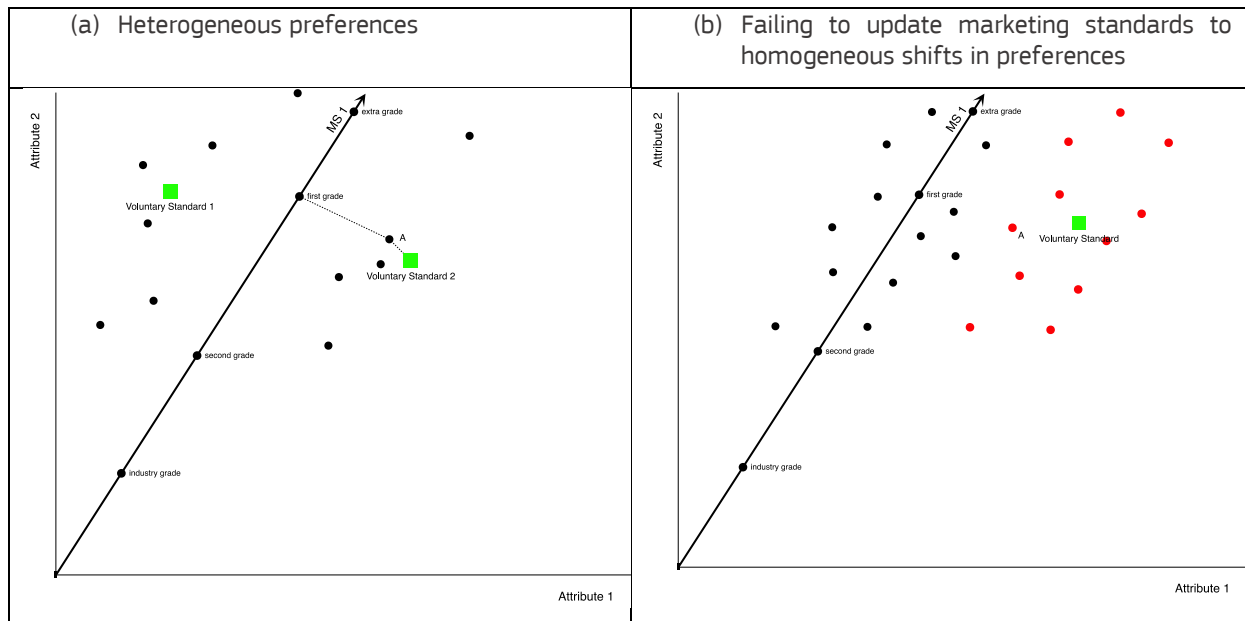 (a) Heterogeneous preferences
(b) Failing to update marketing standards to
homogeneous shifts in preferences
Attribute 2
MS 1
extra grade
Voluntary Standard 1
first grade
A
Voluntary Standard 2
second grade
industry grade
Attribute 1
Attribute 2
MS 1
extra grade
first grade
A
Voluntary Standard
second grade
industry grade
Attribute 1